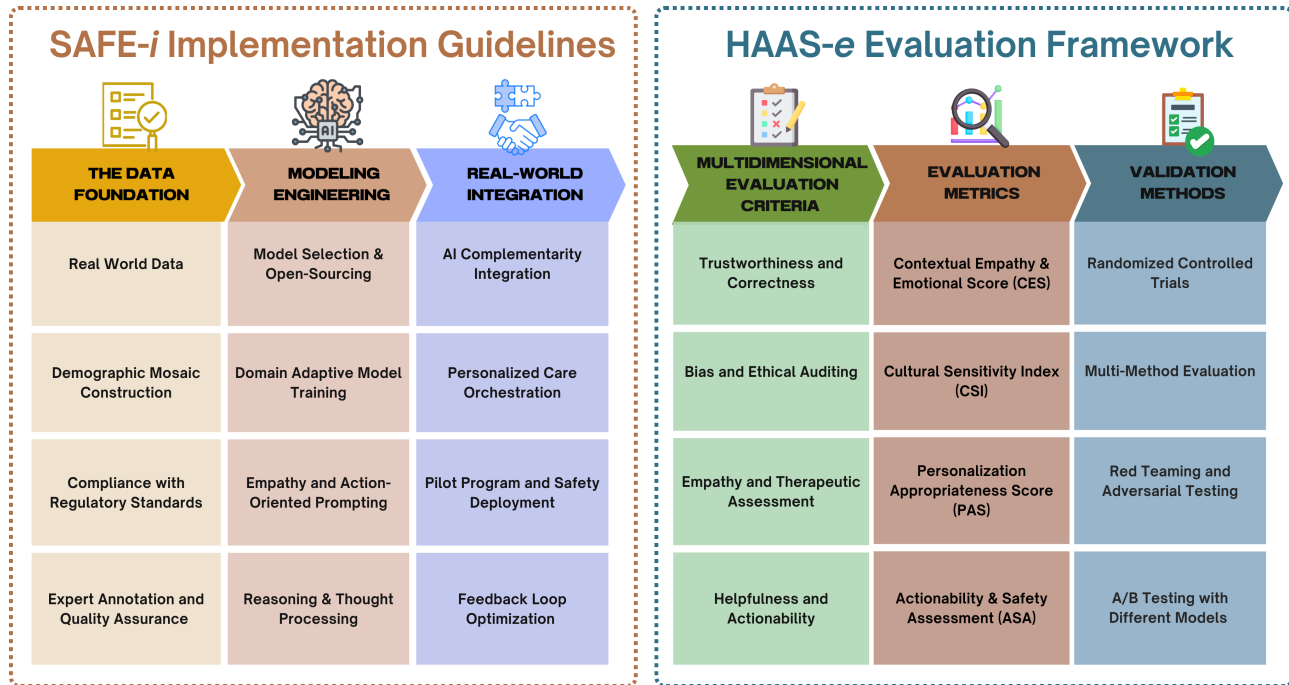 SAFE-i Implementation Guidelines
THE DATA
FOUNDATION
MODELING
ENGINEERING
AI
REAL-WORLD
INTEGRATION
Real World Data
Model Selection &
Open-Sourcing
AI Complementarity
Integration
Demographic Mosaic
Construction
Domain Adaptive Model
Training
Personalized Care
Orchestration
Compliance with
Regulatory Standards
Empathy and Action-
Oriented Prompting
Pilot Program and Safety
Deployment
Expert Annotation and
Quality Assurance
Reasoning & Thought
Processing
Feedback Loop
Optimization
HAAS-e Evaluation Framework
MULTIDIMENSIONAL
EVALUATION
CRITERIA
EVALUATION
METRICS
VALIDATION
METHODS
Trustworthiness and
Correctness
Contextual Empathy &
Emotional Score (CES)
Randomized Controlled
Trials
Bias and Ethical Auditing
Cultural Sensitivity Index
(CSI)
Multi-Method Evaluation
Empathy and Therapeutic
Assessment
Personalization
Appropriateness Score
(PAS)
Red Teaming and
Adversarial Testing
Helpfulness and
Actionability
Actionability & Safety
Assessment (ASA)
A/B Testing with
Different Models